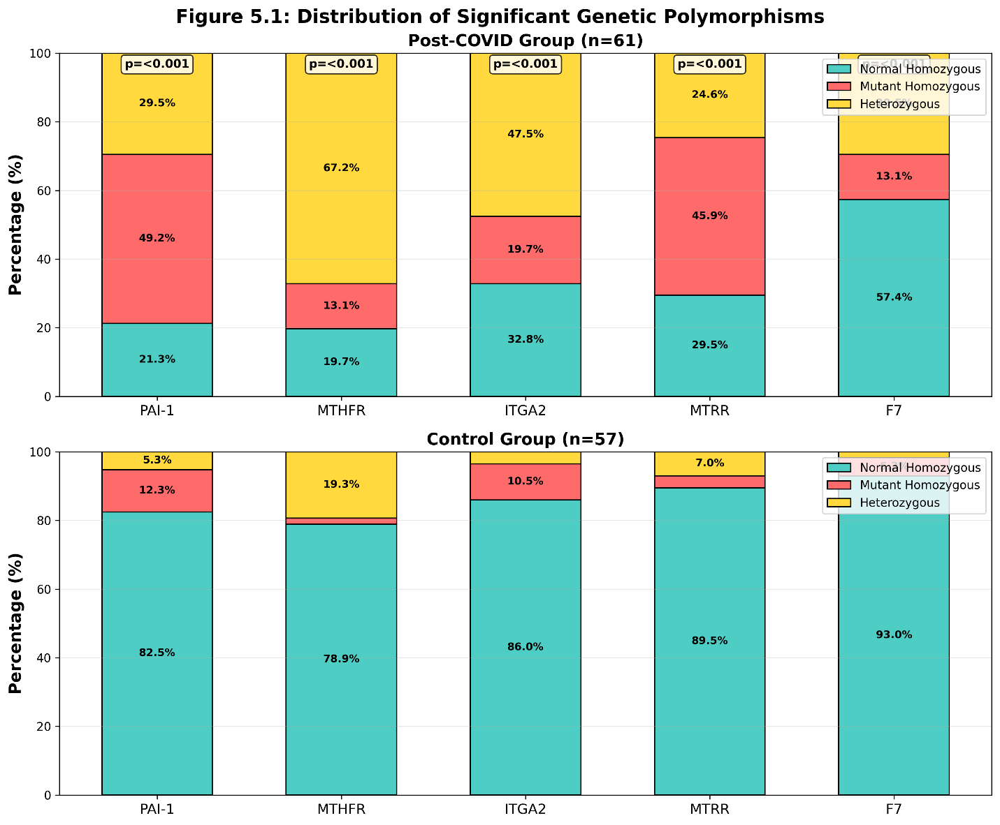 Figure 5.1: Distribution of Significant Genetic Polymorphisms
Post-COVID Group (n=61)
Percentage (%)
100
80
60
40
20
0
p=<0.001
p=<0.001
p=<0.001
p=<0.001
p=<0.001
Normal Homozygous
Mutant Homozygous
Heterozygous
29.5%
67.2%
47.5%
24.6%
49.2%
13.1%
19.7%
45.9%
13.1%
21.3%
19.7%
32.8%
29.5%
57.4%
PAI-1
MTHFR
ITGA2
MTRR
F7
Control Group (n=57)
Percentage (%)
100
80
60
40
20
0
Normal Homozygous
Mutant Homozygous
Heterozygous
5.3%
19.3%
7.0%
12.3%
10.5%
82.5%
78.9%
86.0%
89.5%
93.0%
PAI-1
MTHFR
ITGA2
MTRR
F7